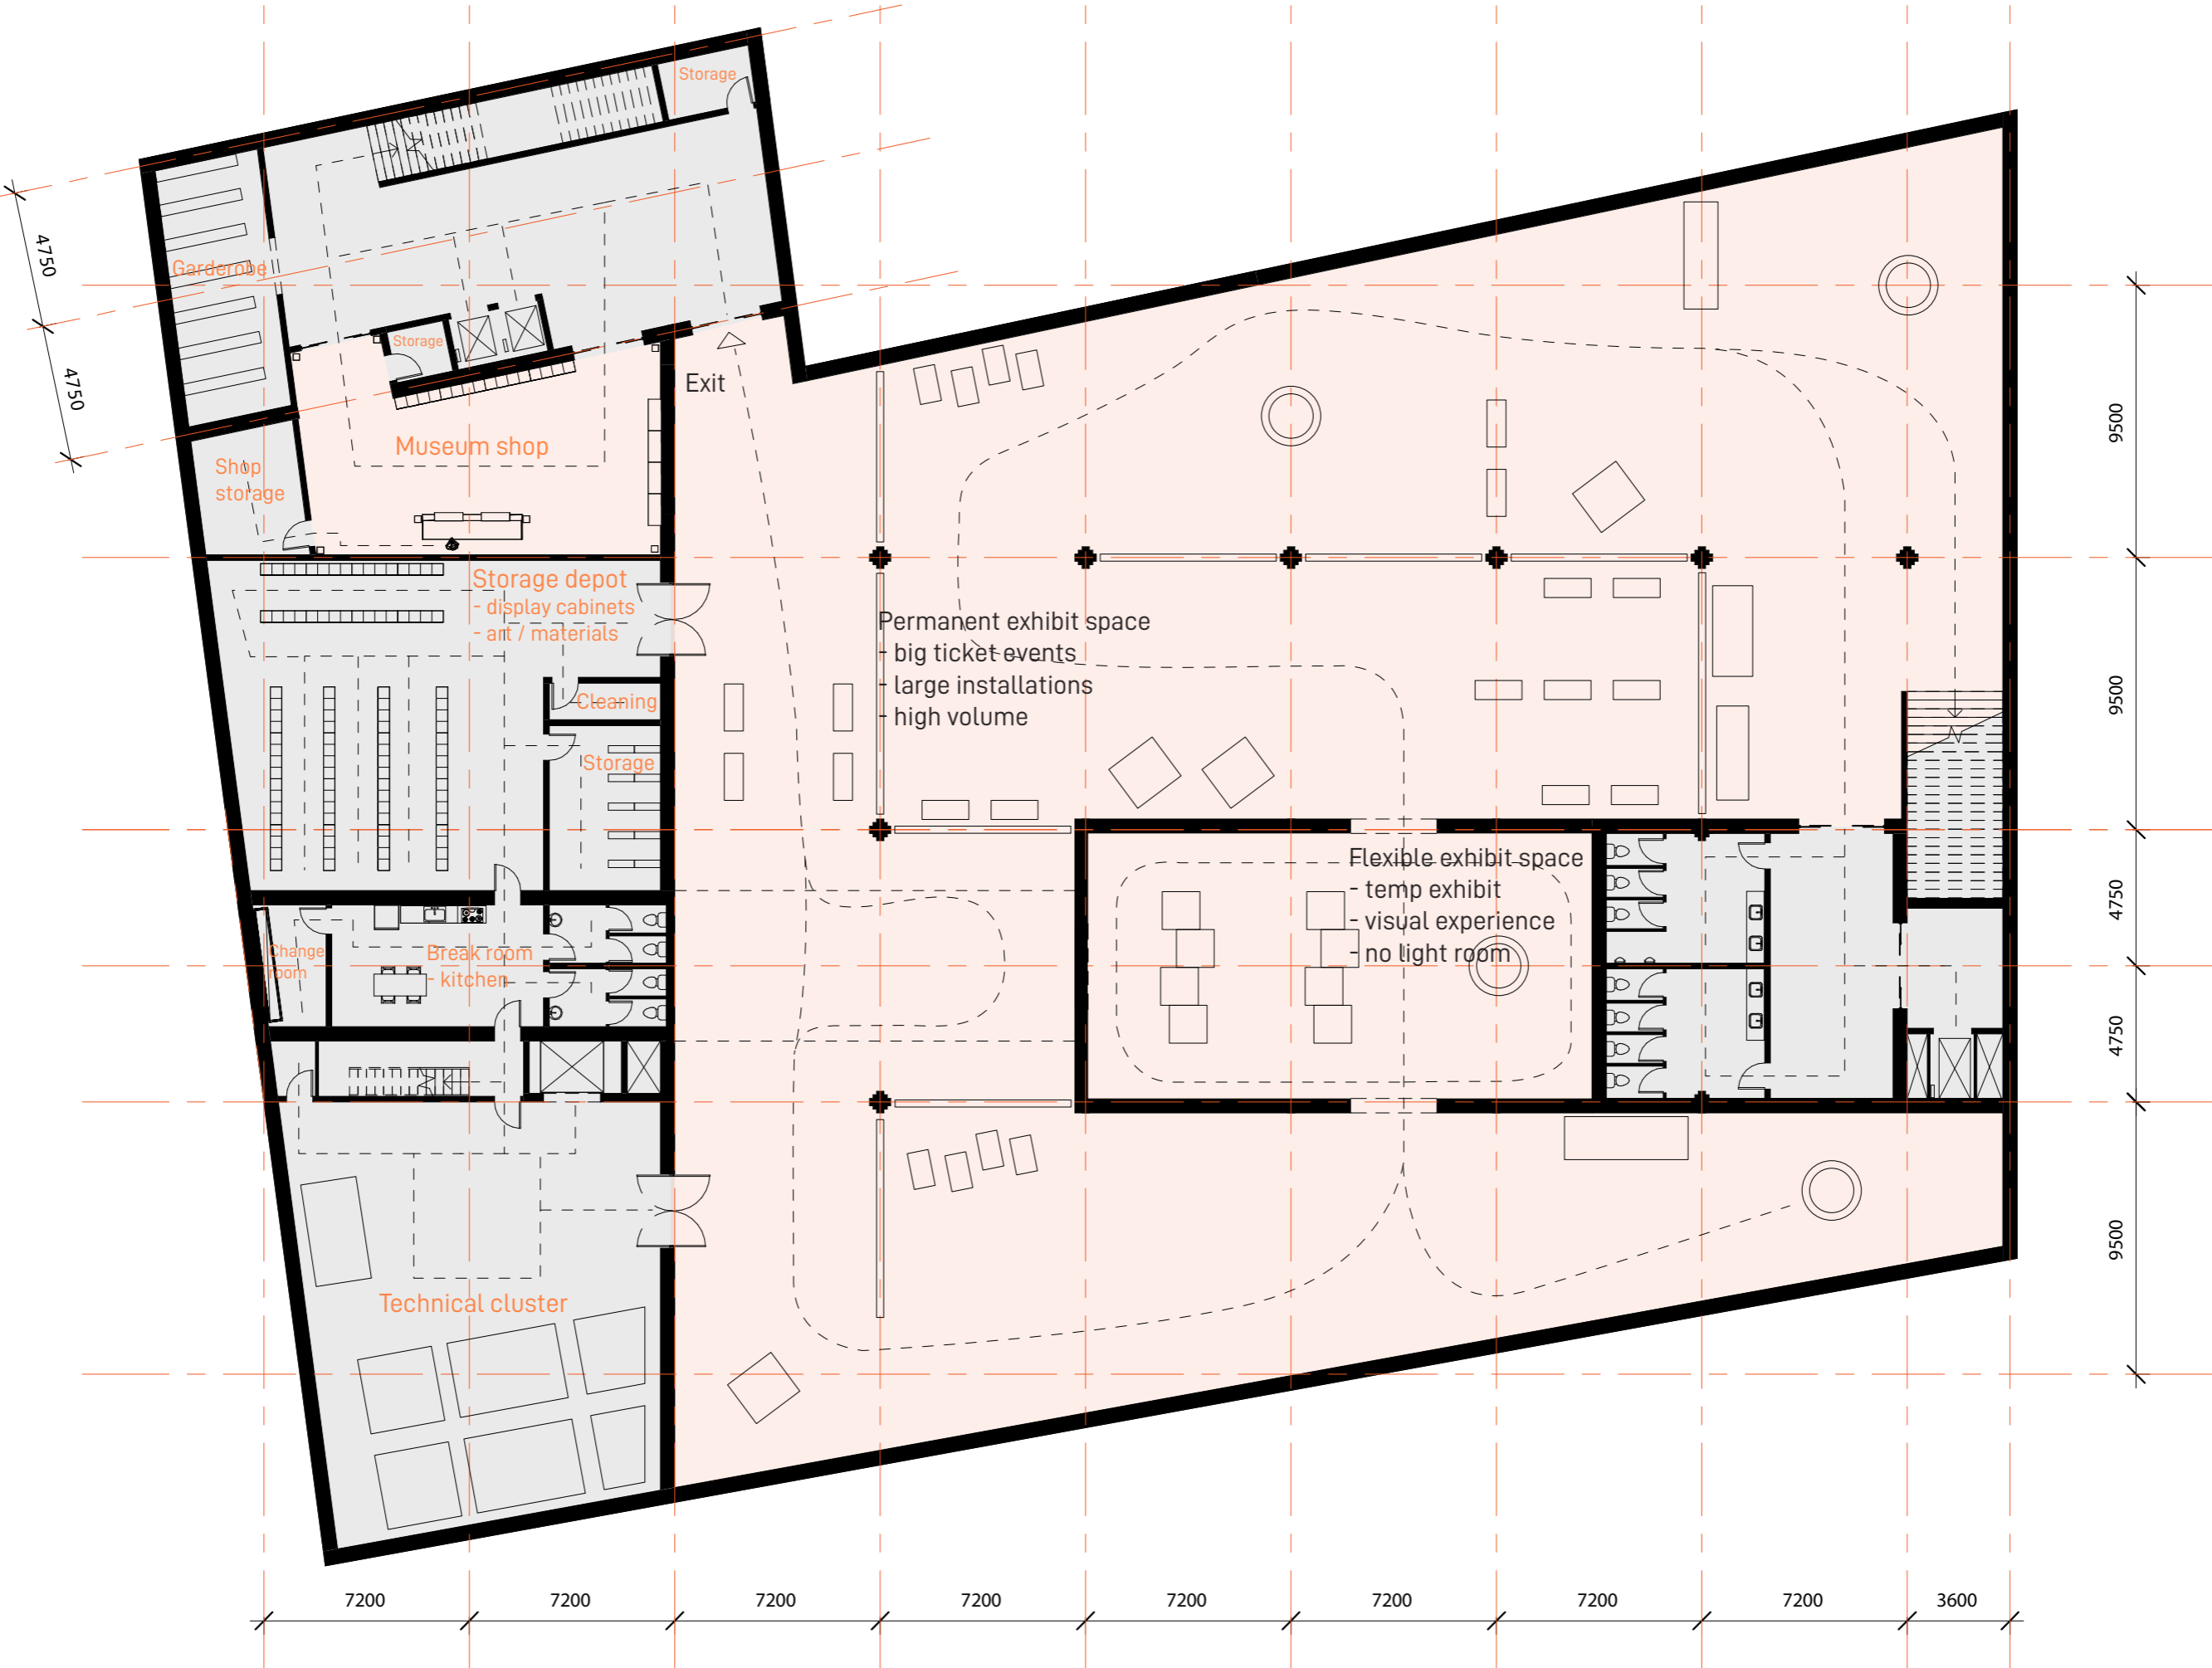 Storage
4750
4750
Garderobe
Storage
Exit
Museum shop
Shop
storage
9500
Storage depot
- display cabinets
- art / materials
Permanent exhibit space
- big ticket events
- large installations
- high volume
9500
Cleaning
Storage
Flexible exhibit space
- temp exhibit
- visual experience
- no light room
4750
Change
room
Break room
- kitchen
4750
9500
Technical cluster
7200
7200
7200
7200
7200
7200
7200
7200
3600